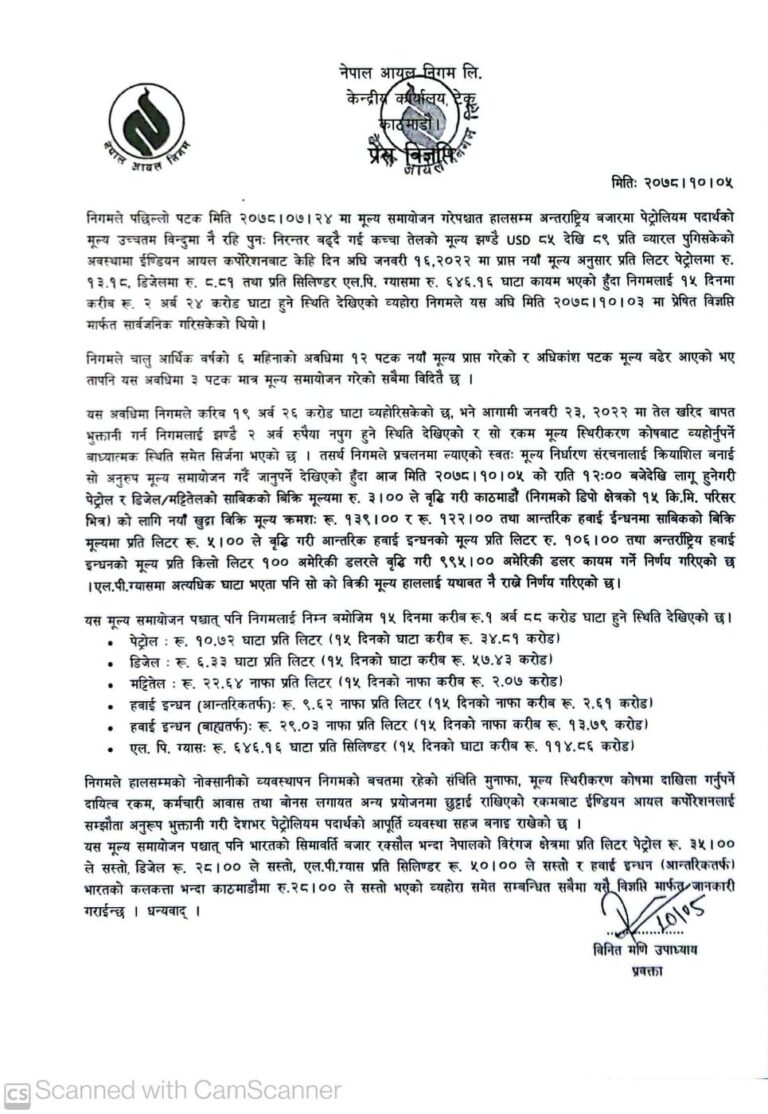 नेपाल आयल निगम लि.
केन्द्रीय कार्यालय, टेकु
काठमाडौं।
प्रेस विज्ञप्ति
नेपाल आयल निगम
मितिः २०७८।१०।०५
निगमले पछिल्लो पटक मिति २०७८।०७।२४ मा मूल्य समायोजन गरेपश्चात हालसम्म अन्तराष्ट्रिय बजारमा पेट्रोलियम पदार्थको
मूल्य उच्चतम विन्दुमा नै रहि पुनः निरन्तर बढ्दै गई कच्चा तेलको मूल्य झण्डै USD ८५ देखि ८९ प्रति व्यारल पुगिसकेको
अवस्थामा ईण्डियन आयल कर्पोरेशनबाट केहि दिन अघि जनवरी १६,२०२२ मा प्राप्त नयाँ मूल्य अनुसार प्रति लिटर पेट्रोलमा रु.
१३.१८, डिजेलमा रु. ८.८१ तथा प्रति सिलिण्डर एल.पि. ग्यासमा रु. ६४६.१६ घाटा कायम भएको हुँदा निगमलाई १५ दिनमा
करीब रू. २ अर्ब २४ करोड घाटा हुने स्थिति देखिएको व्यहोरा निगमले यस अघि मिति २०७८।१०।०३ मा प्रेषित विज्ञप्ति
मार्फत सार्वजनिक गरिसकेको थियो।
निगमले चालु आर्थिक वर्षको ६ महिनाको अवधिमा १२ पटक नयाँ मूल्य प्राप्त गरेको र अधिकांश पटक मूल्य बढेर आएको भए
तापनि यस अवधिमा ३ पटक मात्र मूल्य समायोजन गरेको सबैमा विदितै छ ।
यस अवधिमा निगमले करिब १९ अर्व २६ करोड घाटा व्यहोरिसकेको छ, भने आगामी जनवरी २३, २०२२ मा तेल खरिद वापत
भुक्तानी गर्न निगमलाई झण्डै २ अर्व रुपैया नपुग हुने स्थिति देखिएको र सो रकम मूल्य स्थिरीकरण कोषबाट व्यहोर्नुपर्ने
बाध्यात्मक स्थिति समेत सिर्जना भएको छ । तसर्थ निगमले प्रचलनमा ल्याएको स्वतः मूल्य निर्धारण संरचनालाई क्रियाशिल बनाई
सो अनुरुप मूल्य समायोजन गर्दै जानुपर्ने देखिएको हुँदा आज मिति २०७८।१०।०५ को राति १२:०० बजेदेखि लागू हुनेगरी
पेट्रोल र डिजेल/मट्टितेलको साबिकको बिक्रि मूल्यमा रु. ३।०० ले वृद्धि गरी काठमाडौं (निगमको डिपो क्षेत्रको १५ कि.मि. परिसर
भित्र) को लागि नयाँ खुद्रा विक्रि मूल्य क्रमशः रु. १३९।०० र रू. १२२।०० तथा आन्तरिक हवाई ईन्धनमा साबिकको बिक्रि
मूल्यमा प्रति लिटर रू. ५।०० ले वृद्धि गरी आन्तरिक हवाई इन्धनको मूल्य प्रति लिटर रु. १०६।०० तथा अन्तर्राष्ट्रिय हवाई
इन्धनको मूल्य प्रति किलो लिटर १०० अमेरिकी डलरले वृद्धि गरी ९९५।०० अमेरिकी डलर कायम गर्ने निर्णय गरिएको छ
।एल.पी.ग्यासमा अत्यधिक घाटा भएता पनि सो को विक्री मूल्य हाललाई यथावत नै राख्ने निर्णय गरिएको छ।
यस मूल्य समायोजन पश्चात् पनि निगमलाई निम्न बमोजिम १५ दिनमा करीब रू.१ अर्व ८८ करोड घाटा हुने स्थिति देखिएको छ।
• पेट्रोल : रू. १०.७२ घाटा प्रति लिटर (१५ दिनको घाटा करीब रू. ३४.८१ करोड)
• डिजेल : रू. ६.३३ घाटा प्रति लिटर (१५ दिनको घाटा करीब रू. ५७.४३ करोड)
• मट्टितेल : रू. २२.६४ नाफा प्रति लिटर (१५ दिनको नाफा करीब रू. २.०७ करोड)
• हवाई इन्धन (आन्तरिकतर्फ): रू. ९.६२ नाफा प्रति लिटर (१५ दिनको नाफा करीब रू. २.६१ करोड)
• हवाई इन्धन (बाह्यतर्फ): रू. २९.०३ नाफा प्रति लिटर (१५ दिनको नाफा करीब रू. १३.७९ करोड)
• एल. पि. ग्यासः रू. ६४६.१६ घाटा प्रति सिलिण्डर (१५ दिनको घाटा करीब रू. ११४.८६ करोड)
निगमले हालसम्मको नोक्सानीको व्यवस्थापन निगमको बचतमा रहेको संचिति मुनाफा, मूल्य स्थिरीकरण कोषमा दाखिला गर्नुपर्ने
दायित्व रकम, कर्मचारी आवास तथा बोनस लगायत अन्य प्रयोजनमा छुट्टाई राखिएको रकमबाट ईण्डियन आयल कर्पोरेशनलाई
सम्झौता अनुरूप भुक्तानी गरी देशभर पेट्रोलियम पदार्थको आपूर्ति व्यवस्था सहज बनाइ राखेको छ ।
यस मूल्य समायोजन पश्चात् पनि भारतको सिमावर्ति बजार रक्सौल भन्दा नेपालको विरंगज क्षेत्रमा प्रति लिटर पेट्रोल रू. ३५।००
ले सस्तो, डिजेल रू. २८।०० ले सस्तो, एल.पी.ग्यास प्रति सिलिण्डर रू. ५०।०० ले सस्तो र हवाई इन्धन (आन्तरिकतर्फ)
भारतको कलकत्ता भन्दा काठमाडौमा रु.२८।०० ले सस्तो भएको व्यहोरा समेत सम्बन्धित सबैमा यसै विज्ञप्ति मार्फत जानकारी
गराईन्छ । धन्यवाद् ।
10/05
विनित मणि उपाध्याय
प्रवक्ता
CS Scanned with CamScanner